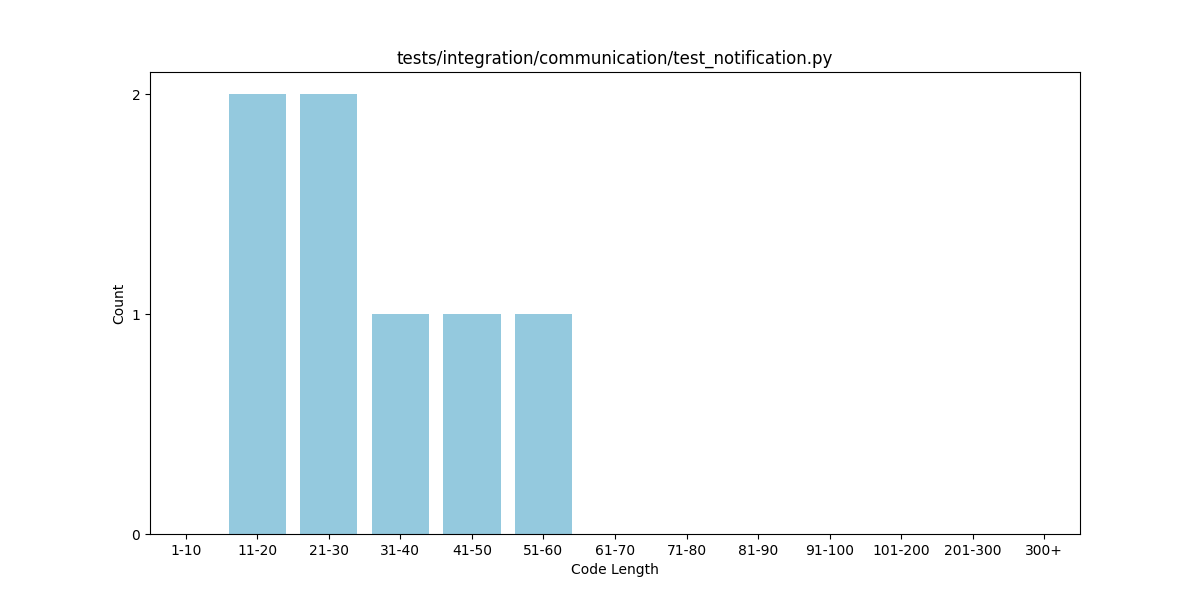 tests/integration/communication/test_notification.py
2
1
0
Count
1-10 11-20 21-30 31-40 41-50 51-60 61-70 71-80 81-90 91-100 101-200 201-300 300+
Code Length